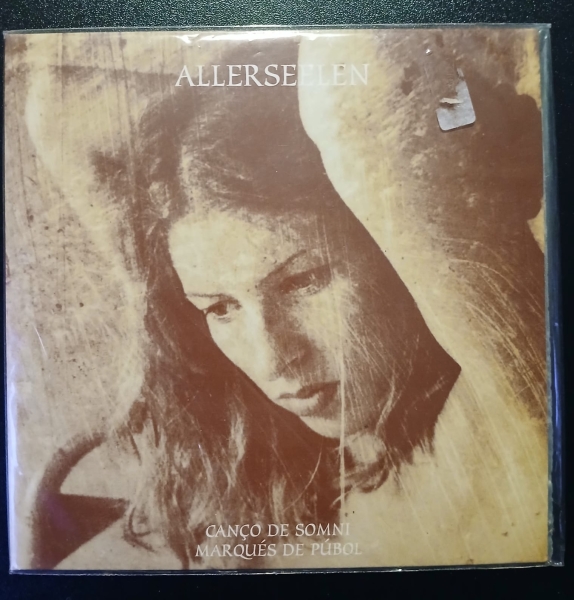 ALLERSEELEN
CANÇO DE SOMNI
MARQUÉS DE PÚBOL